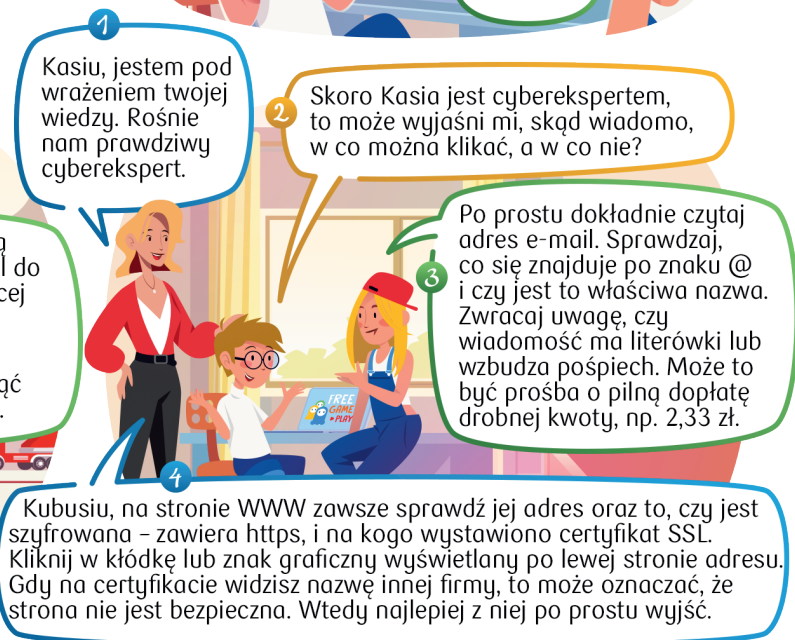 1
Kasiu, jestem pod
wrażeniem twojej
wiedzy. Rośnie
nam prawdziwy
cyberekspert.
2
Skoro Kasia jest cyberekspertem,
to może wyjaśni mi, skąd wiadomo,
w co można klikać, a w co nie?
3
Po prostu dokładnie czytaj
adres e-mail. Sprawdzaj,
co się znajduje po znaku @
i czy jest to właściwa nazwa.
Zwracaj uwagę, czy
wiadomość ma literówki lub
wzbudza pośpiech. Może to
być prośba o pilną dopłatę
drobnej kwoty, np. 2,33 zł.
do
FREE
GAME
PLAY
4
Kubusiu, na stronie WWW zawsze sprawdź jej adres oraz to, czy jest
szyfrowana – zawiera https, i na kogo wystawiono certyfikat SSL.
Kliknij w kłódkę lub znak graficzny wyświetlany po lewej stronie adresu.
Gdy na certyfikacie widzisz nazwę innej firmy, to może oznaczać, że
strona nie jest bezpieczna. Wtedy najlepiej z niej po prostu wyjść.